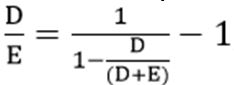 D/E = 1/(1−D/(D+E)) − 1